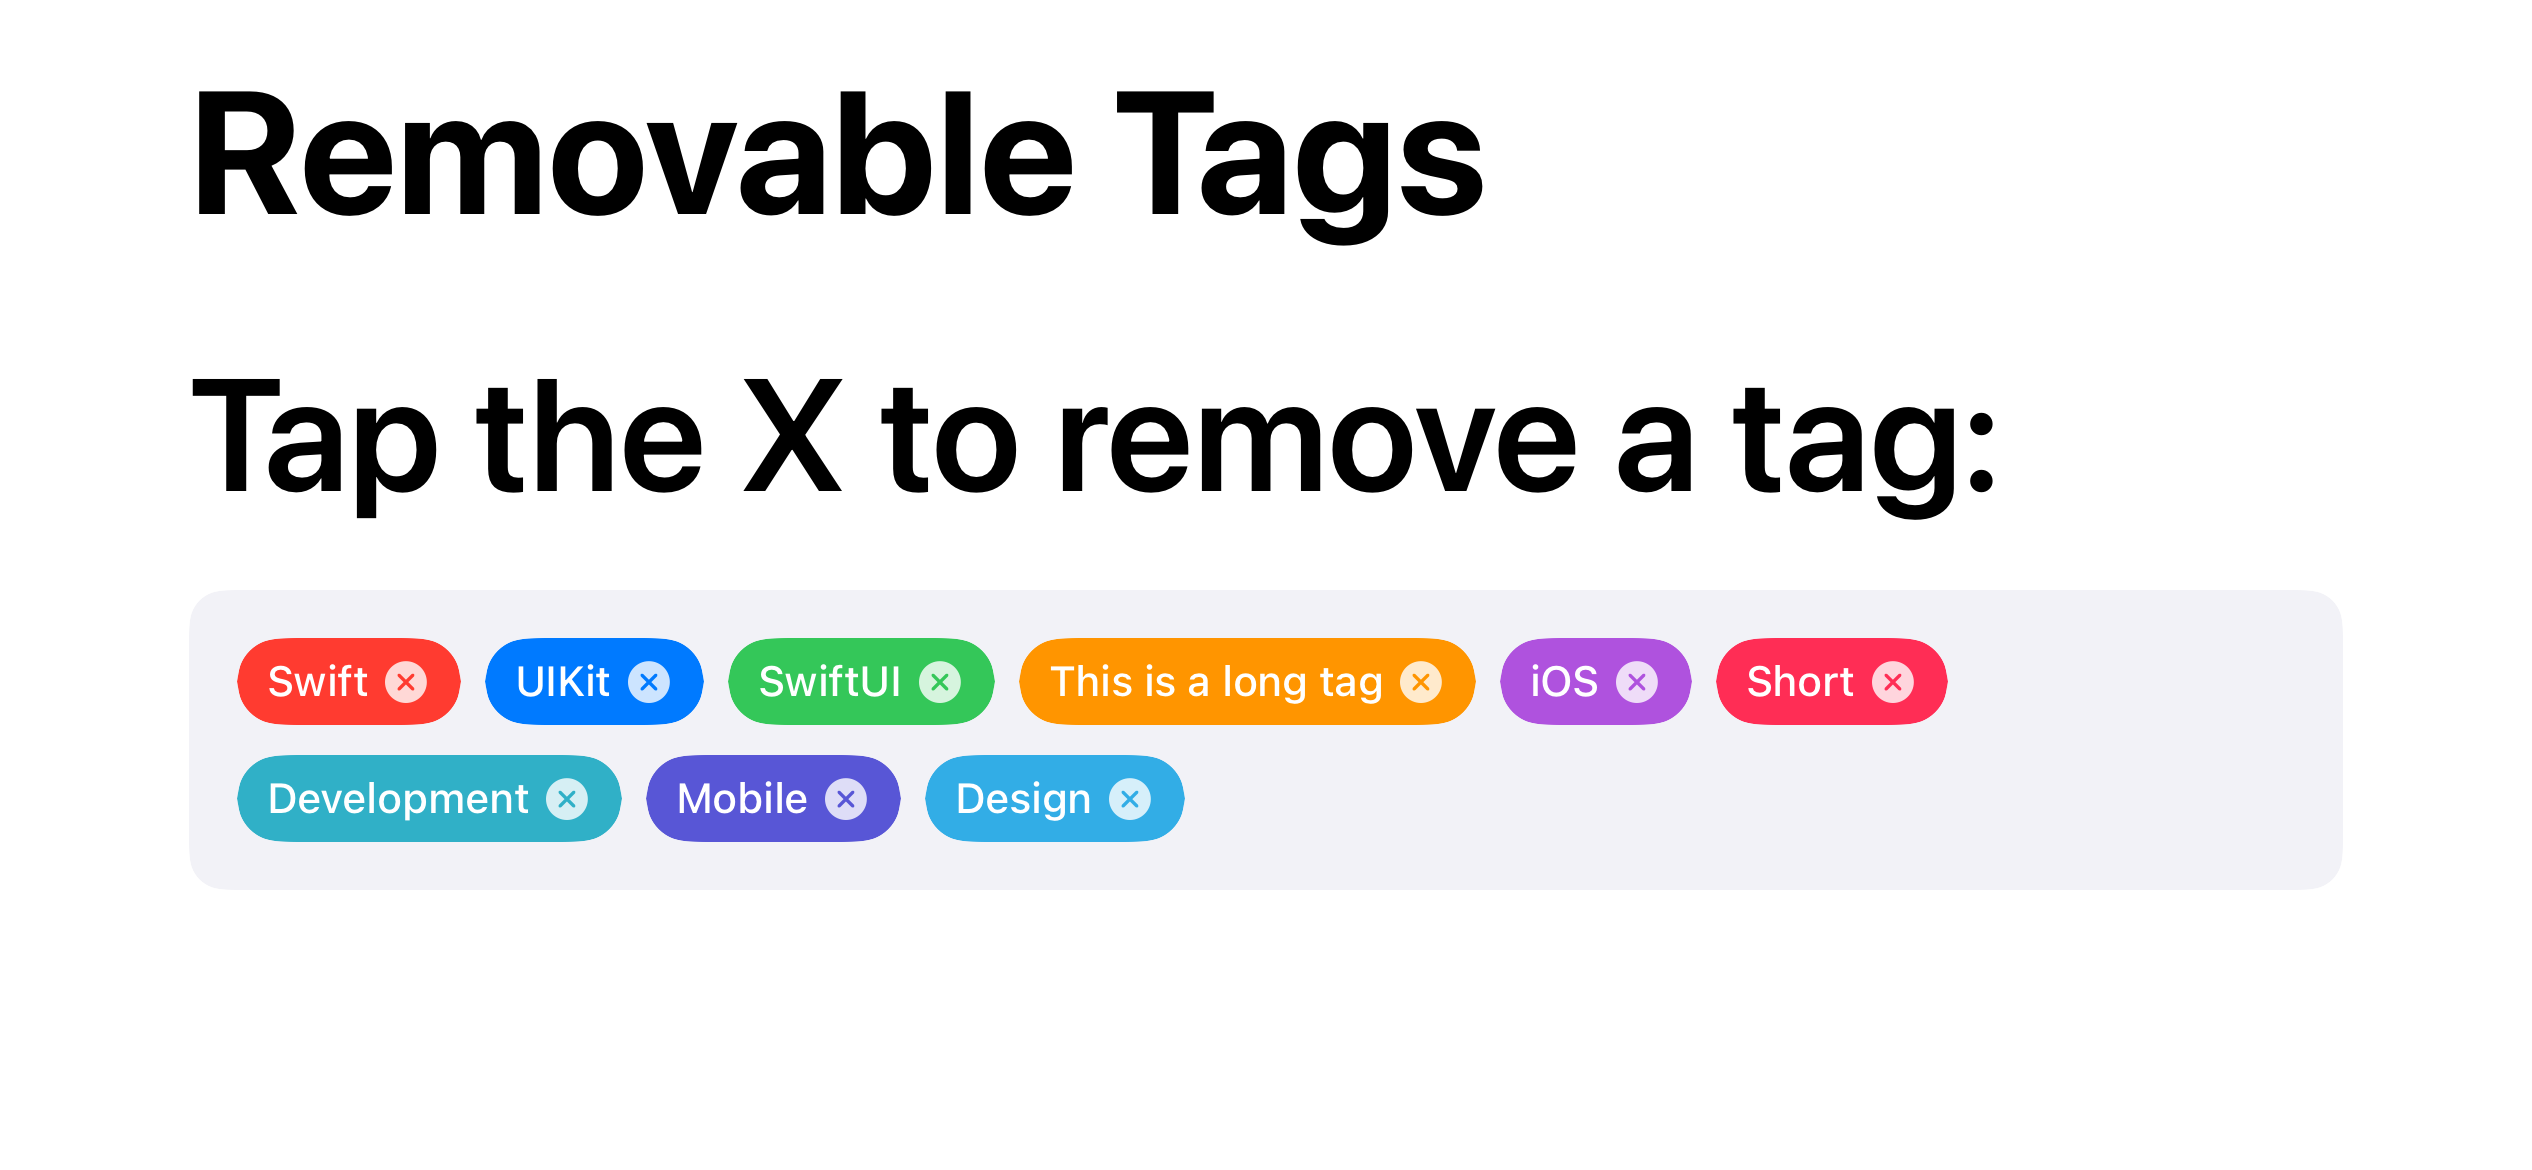 Removable Tags
Tap the X to remove a tag:
Swift UIKit SwiftUI This is a long tag iOS Short
Development Mobile Design